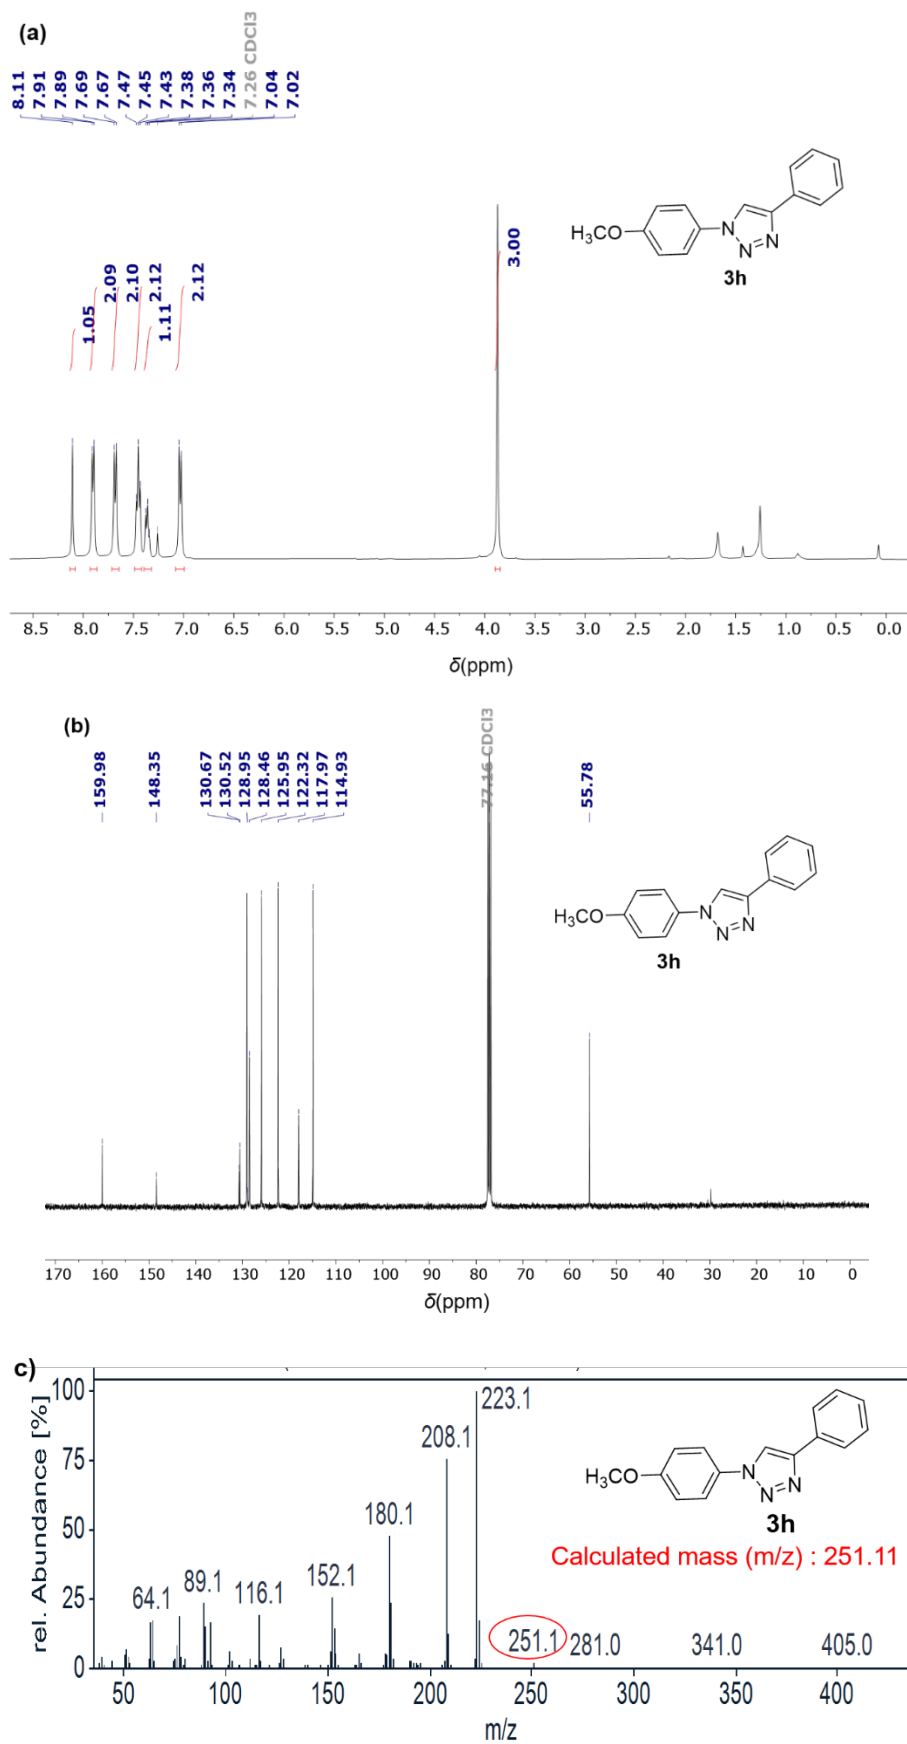 (a)
8.11
7.91
7.89
7.69
7.67
7.47
7.45
7.43
7.38
7.36
7.34
7.26 CDCl3
7.04
7.02
1.05
2.09
2.10
2.12
1.11
2.12
3.00
H₃CO
N
N
N
3h
8.5 8.0 7.5 7.0 6.5 6.0 5.5 5.0 4.5 4.0 3.5 3.0 2.5 2.0 1.5 1.0 0.5 0.0
δ(ppm)
(b)
159.98
148.35
130.67
130.52
128.95
128.46
125.95
122.32
117.97
114.93
77.16 CDCl3
55.78
H₃CO
N
N
N
3h
170 160 150 140 130 120 110 100 90 80 70 60 50 40 30 20 10 0
δ(ppm)
c)
rel. Abundance [%]
100
75
50
25
0
223.1
208.1
180.1
152.1
116.1
89.1
64.1
251.1
281.0
341.0
405.0
H₃CO
N
N
N
3h
Calculated mass (m/z) : 251.11
50 100 150 200 250 300 350 400
m/z